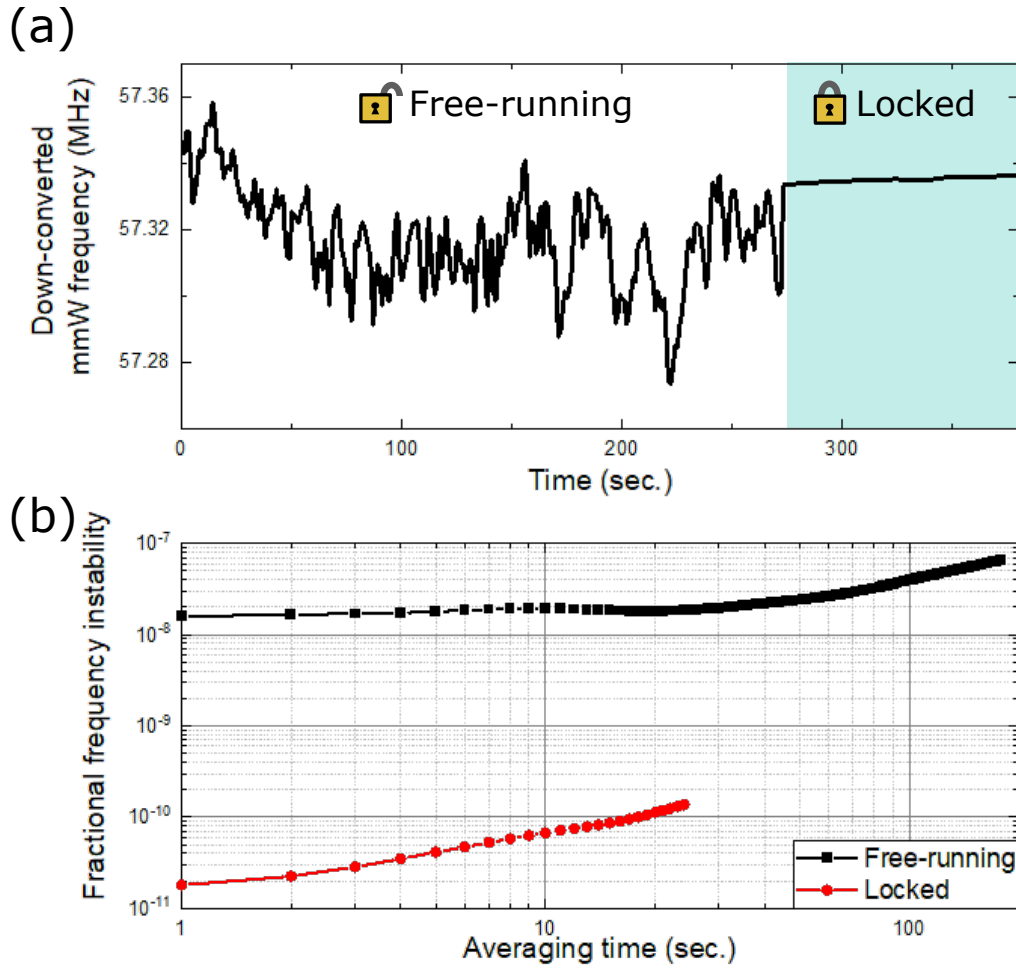 (a)
Down-converted
mmW frequency (MHz)
57.36
57.32
57.28
Free-running
Locked
0
100
200
300
Time (sec.)
(b)
Fractional frequency instability
10⁻⁷
10⁻⁸
10⁻⁹
10⁻¹⁰
10⁻¹¹
Free-running
Locked
1
10
100
Averaging time (sec.)